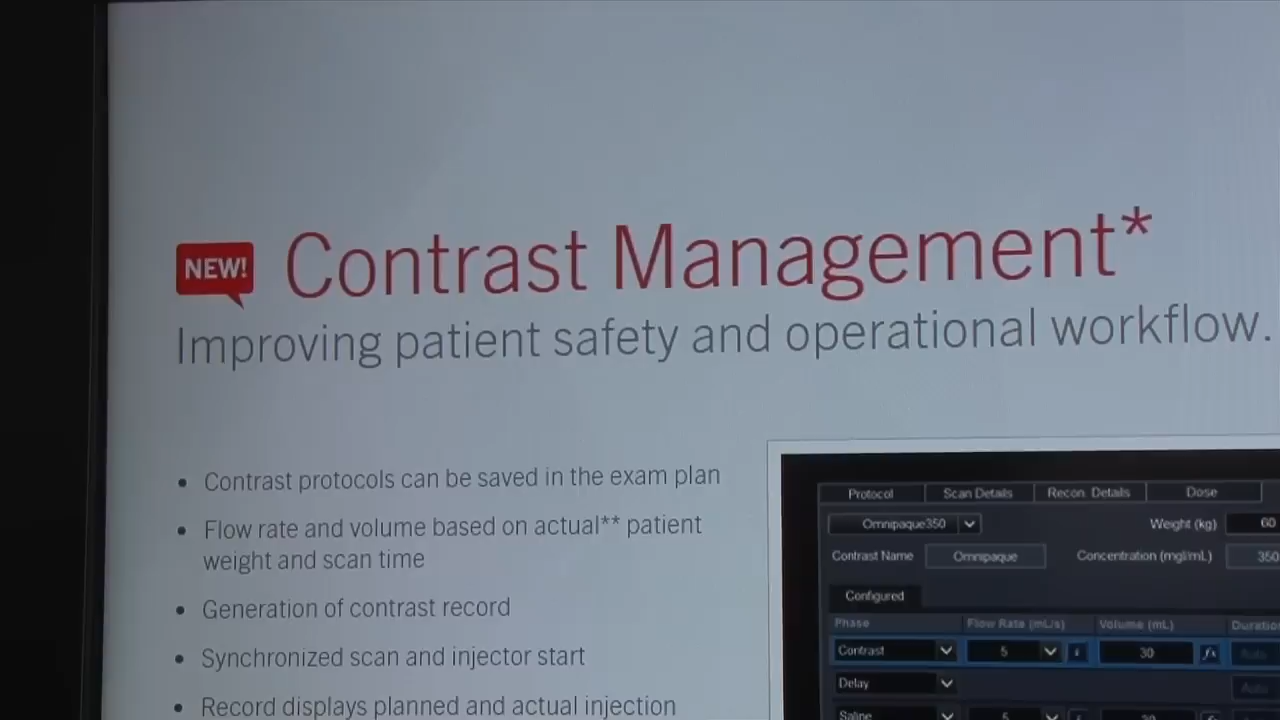 NEW! Contrast Management*
Improving patient safety and operational workflow.
• Contrast protocols can be saved in the exam plan
• Flow rate and volume based on actual** patient
weight and scan time
• Generation of contrast record
• Synchronized scan and injector start
• Record displays planned and actual injection
Protocol Scan Details Recon Details Dose
Omnipaque350 Weight (kg) 60
Contrast Name Omnipaque Concentration (mgI/mL) 350
Configured
Phase Flow Rate (mL/s) Volume (mL) Duration
Contrast 5 30 fx Auto
Delay Auto
Saline 5 30